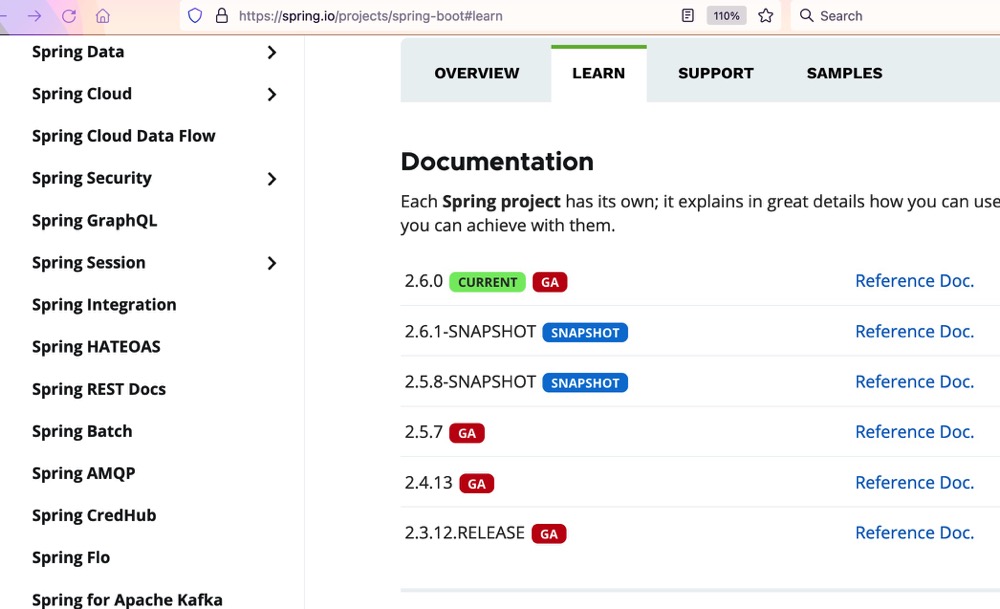 https://spring.io/projects/spring-boot#learn
110%
Search
Spring Data
Spring Cloud
Spring Cloud Data Flow
Spring Security
Spring GraphQL
Spring Session
Spring Integration
Spring HATEOAS
Spring REST Docs
Spring Batch
Spring AMQP
Spring CredHub
Spring Flo
Spring for Apache Kafka
OVERVIEW LEARN SUPPORT SAMPLES
Documentation
Each Spring project has its own; it explains in great details how you can use
you can achieve with them.
2.6.0 CURRENT GA Reference Doc.
2.6.1-SNAPSHOT SNAPSHOT Reference Doc.
2.5.8-SNAPSHOT SNAPSHOT Reference Doc.
2.5.7 GA Reference Doc.
2.4.13 GA Reference Doc.
2.3.12.RELEASE GA Reference Doc.